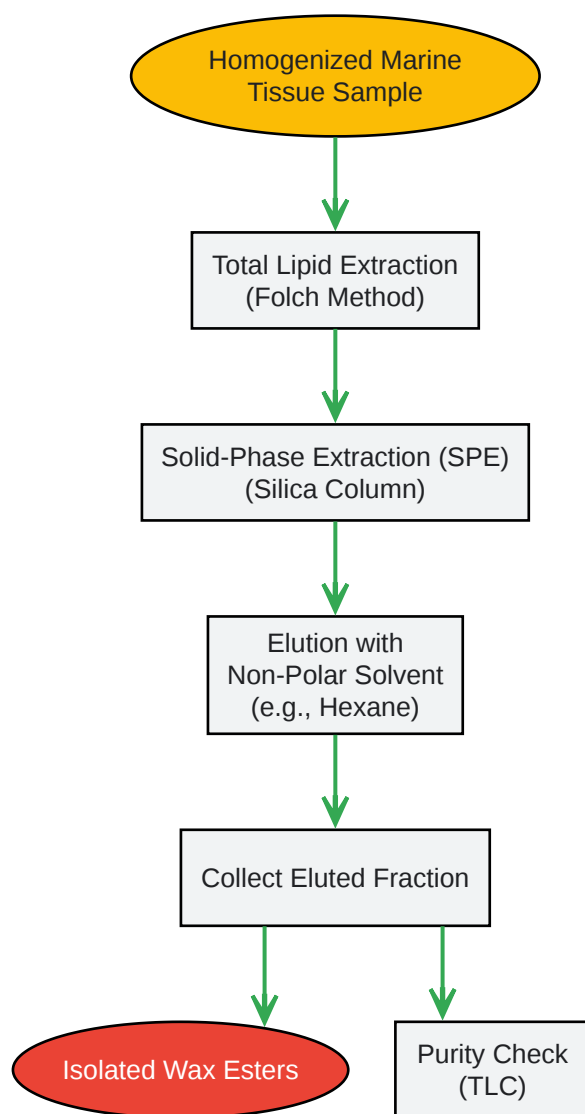 Homogenized Marine
Tissue Sample
Total Lipid Extraction
(Folch Method)
Solid-Phase Extraction (SPE)
(Silica Column)
Elution with
Non-Polar Solvent
(e.g., Hexane)
Collect Eluted Fraction
Isolated Wax Esters
Purity Check
(TLC)